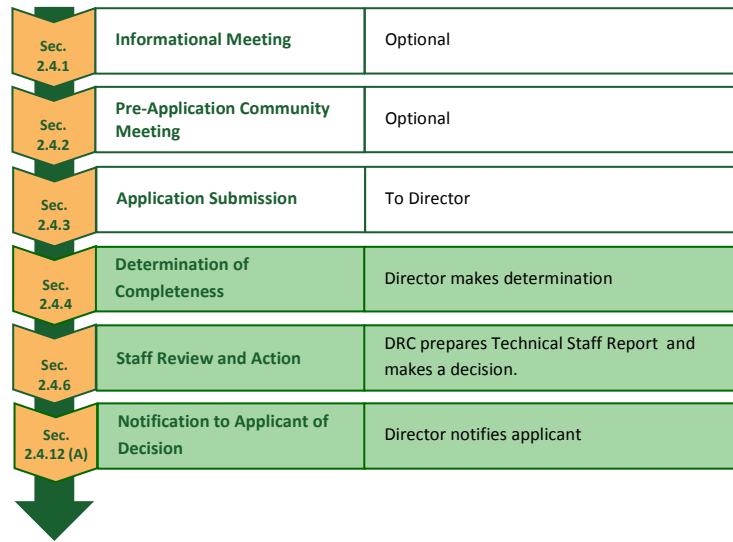 Sec.
2.4.1
Informational Meeting
Optional
Sec.
2.4.2
Pre-Application Community
Meeting
Optional
Sec.
2.4.3
Application Submission
To Director
Sec.
2.4.4
Determination of
Completeness
Director makes determination
Sec.
2.4.6
Staff Review and Action
DRC prepares Technical Staff Report and
makes a decision.
Sec.
2.4.12 (A)
Notification to Applicant of
Decision
Director notifies applicant